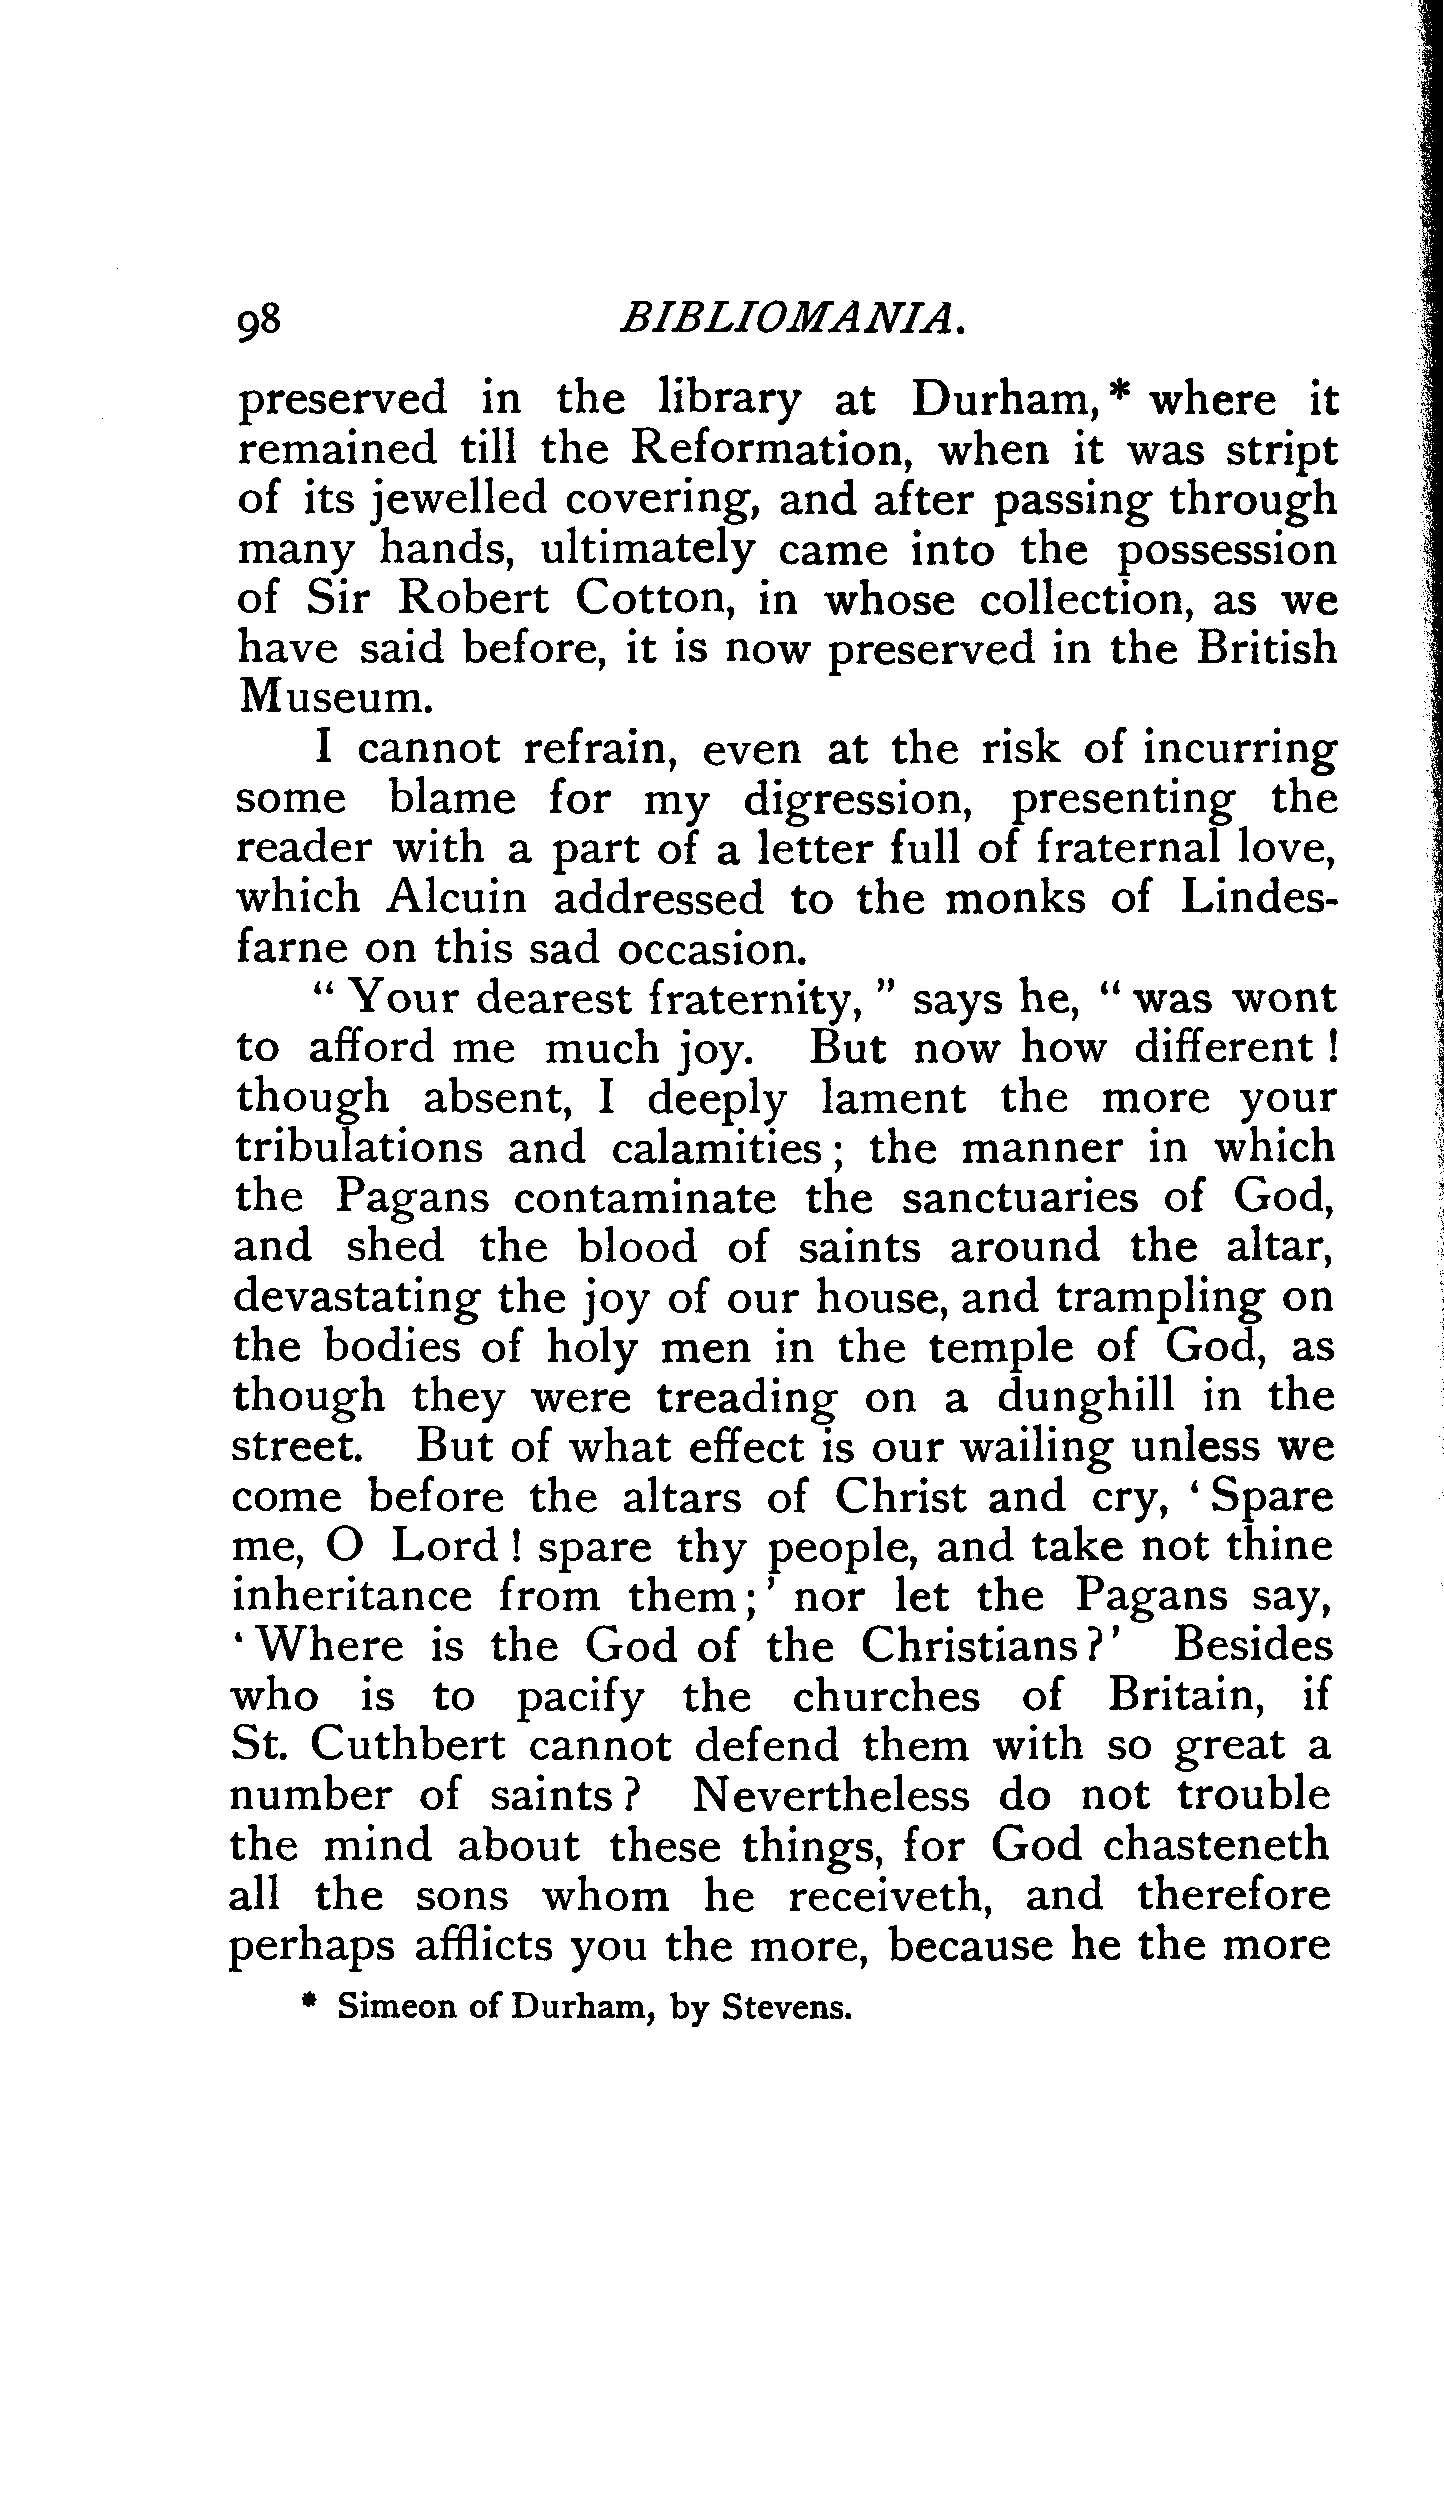 98 BIBLIOMANIA.
preserved in the library at Durham,* where it
remained till the Reformation, when it was stript
of its jewelled covering, and after passing through
many hands, ultimately came into the possession
of Sir Robert Cotton, in whose collection, as we
have said before, it is now preserved in the British
Museum.
I cannot refrain, even at the risk of incurring
some blame for my digression, presenting the
reader with a part of a letter full of fraternal love,
which Alcuin addressed to the monks of Lindes-
farne on this sad occasion.
“ Your dearest fraternity, ” says he, “ was wont
to afford me much joy. But now how different !
though absent, I deeply lament the more your
tribulations and calamities ; the manner in which
the Pagans contaminate the sanctuaries of God,
and shed the blood of saints around the altar,
devastating the joy of our house, and trampling on
the bodies of holy men in the temple of God, as
though they were treading on a dunghill in the
street. But of what effect is our wailing unless we
come before the altars of Christ and cry, ‘ Spare
me, O Lord ! spare thy people, and take not thine
inheritance from them ; ’ nor let the Pagans say,
‘ Where is the God of the Christians ? ’ Besides
who is to pacify the churches of Britain, if
St. Cuthbert cannot defend them with so great a
number of saints ? Nevertheless do not trouble
the mind about these things, for God chasteneth
all the sons whom he receiveth, and therefore
perhaps afflicts you the more, because he the more
* Simeon of Durham, by Stevens.